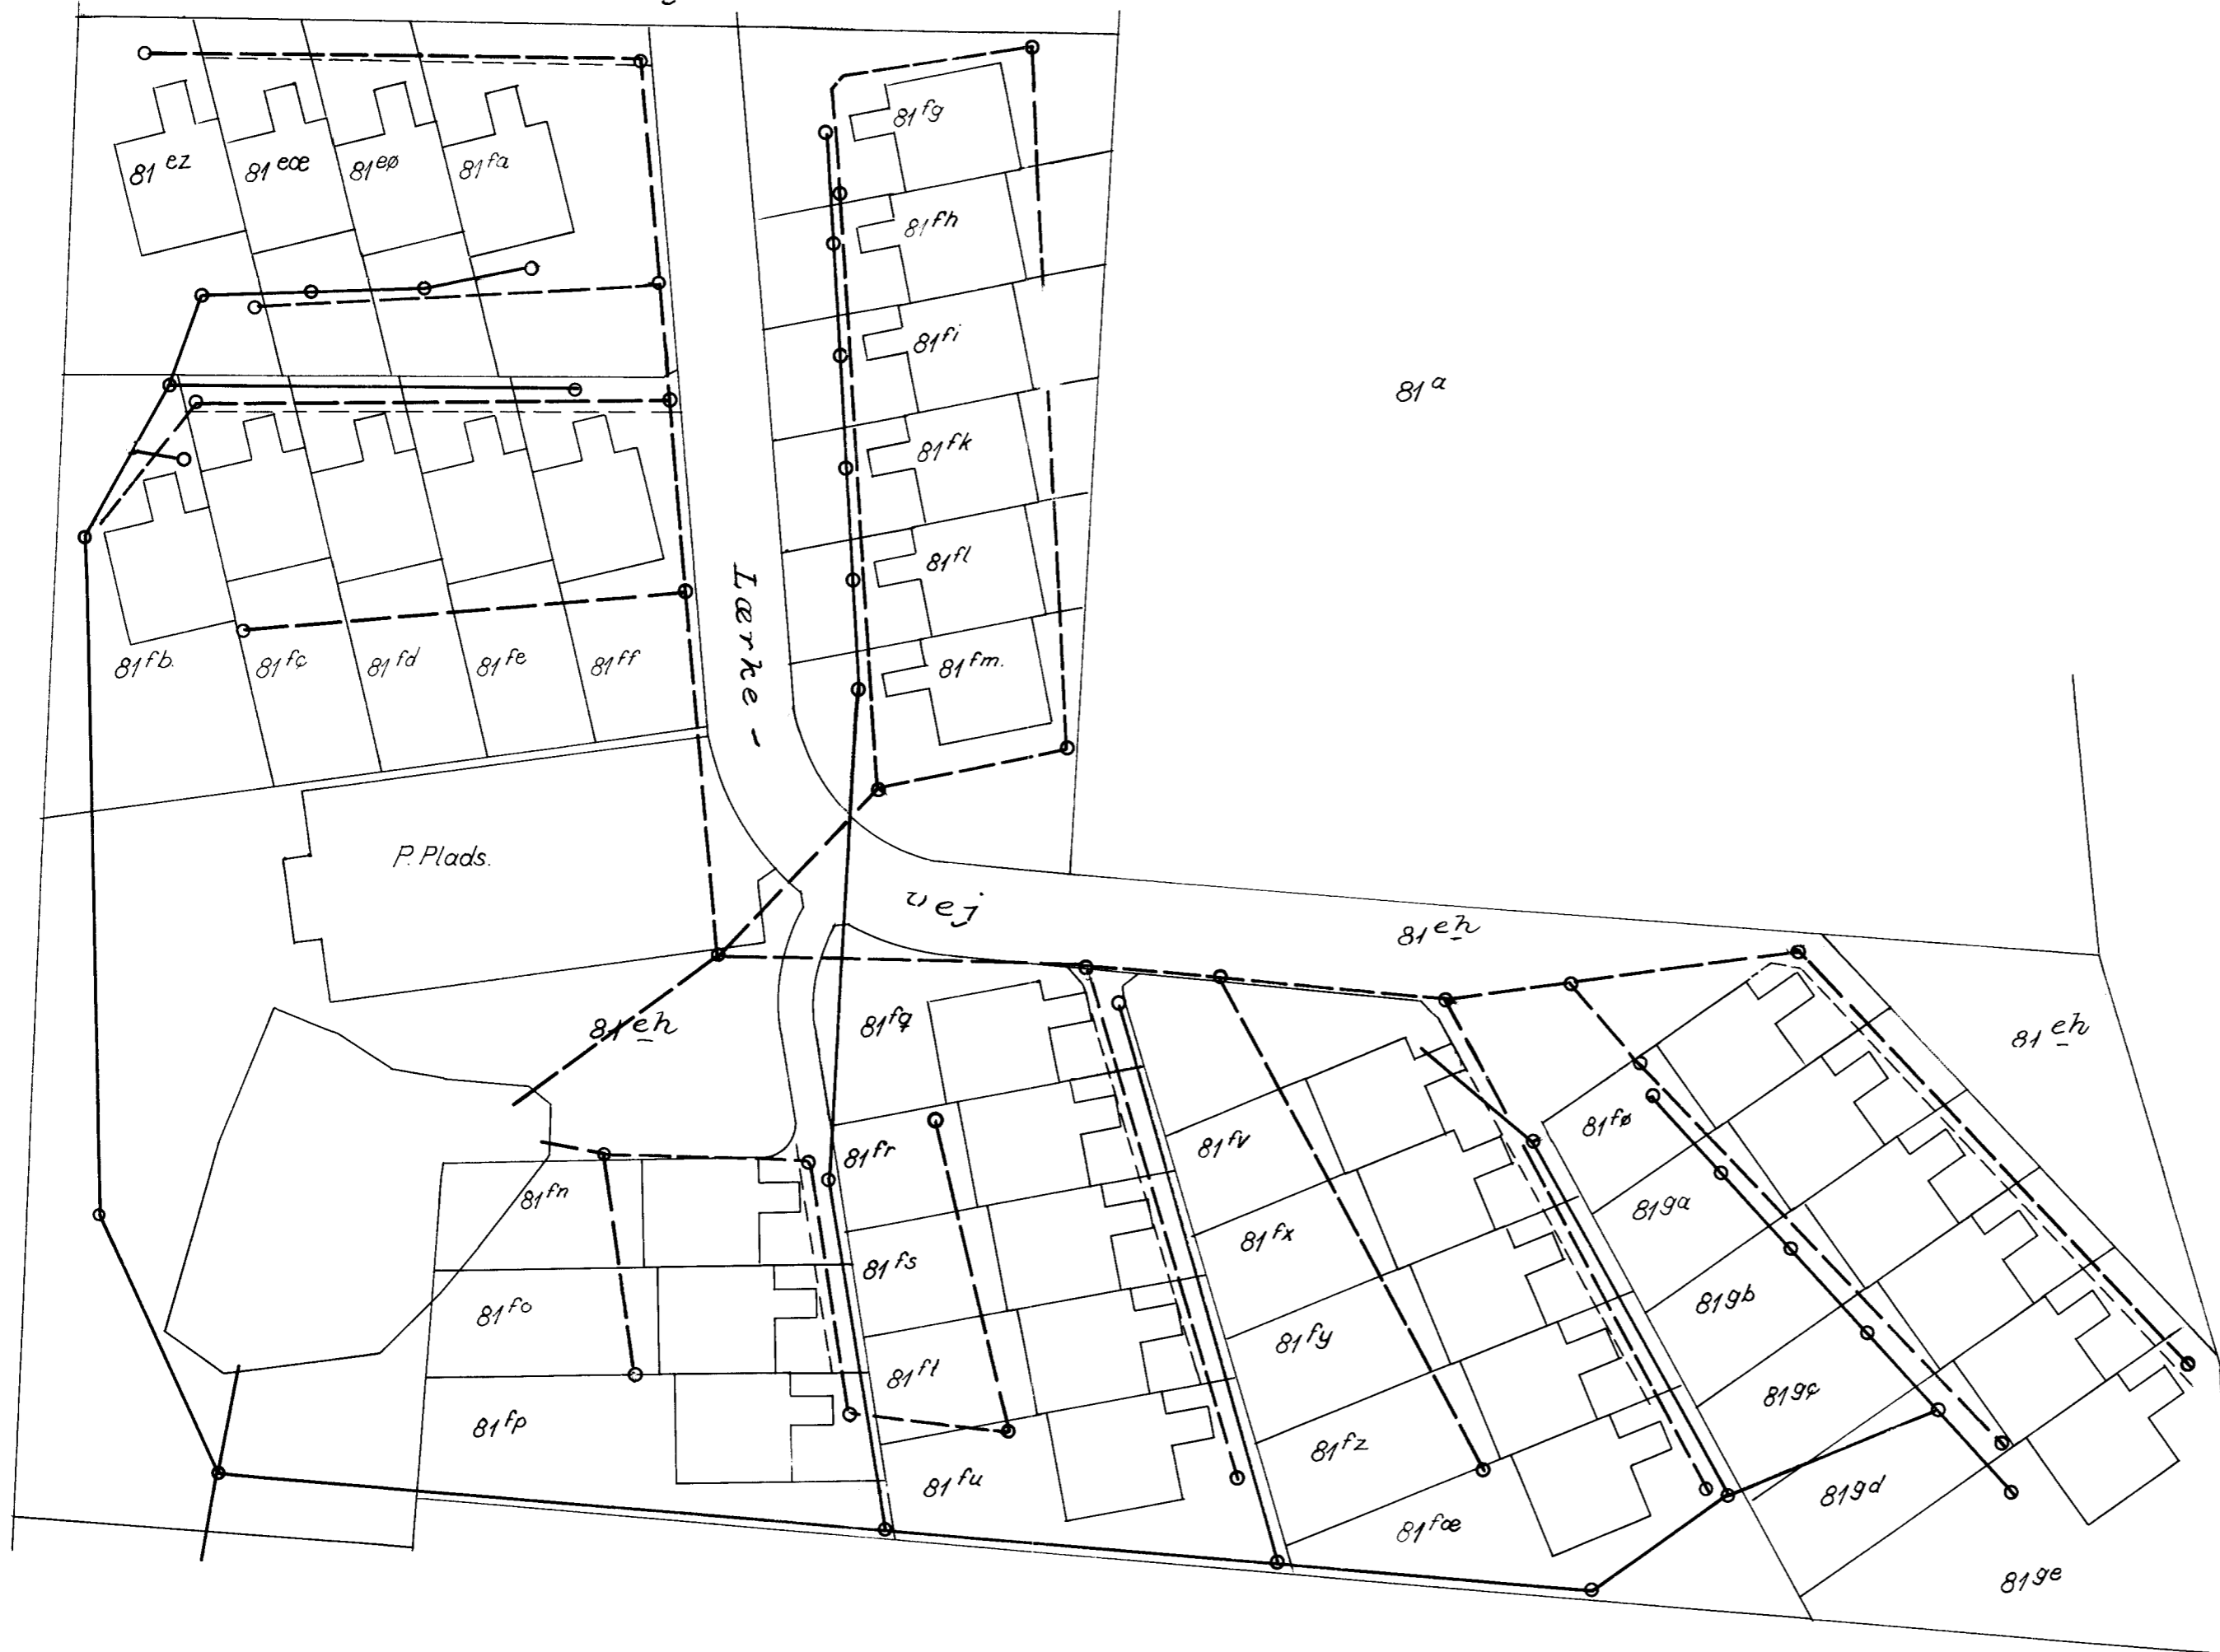 81 ez
81 eæ
81 eø
81 fa
81 fg
81 fh
81 fi
81 fk
81 fl
81 fm.
81 a
81 fb.
81 fc
81 fd
81 fe
81 ff
Lærke -
vej
P. Plads.
81 eh
81 eh
81 eh
81 fq
81 fr
81 fs
81 ft
81 fu
81 fn
81 fo
81 fp
81 fv
81 fx
81 fy
81 fz
81 fæ
81 fø
81 ga
81 gb
81 gc
81 gd
81 ge